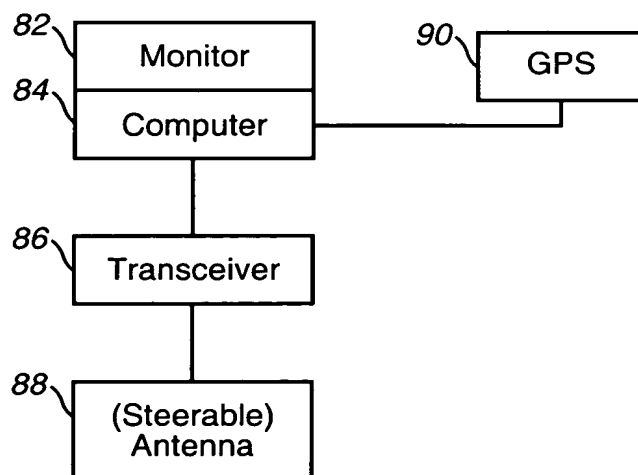 82
Monitor
90
GPS
84
Computer
86
Transceiver
88
(Steerable)
Antenna